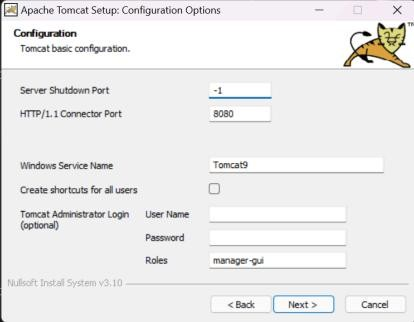 Apache Tomcat Setup: Configuration Options
Configuration
Tomcat basic configuration.
TM
Server Shutdown Port -1
HTTP/1.1 Connector Port 8080
Windows Service Name Tomcat9
Create shortcuts for all users
Tomcat Administrator Login User Name
(optional)
Password
Roles manager-gui
Nullsoft Install System v3.10
< Back Next > Cancel